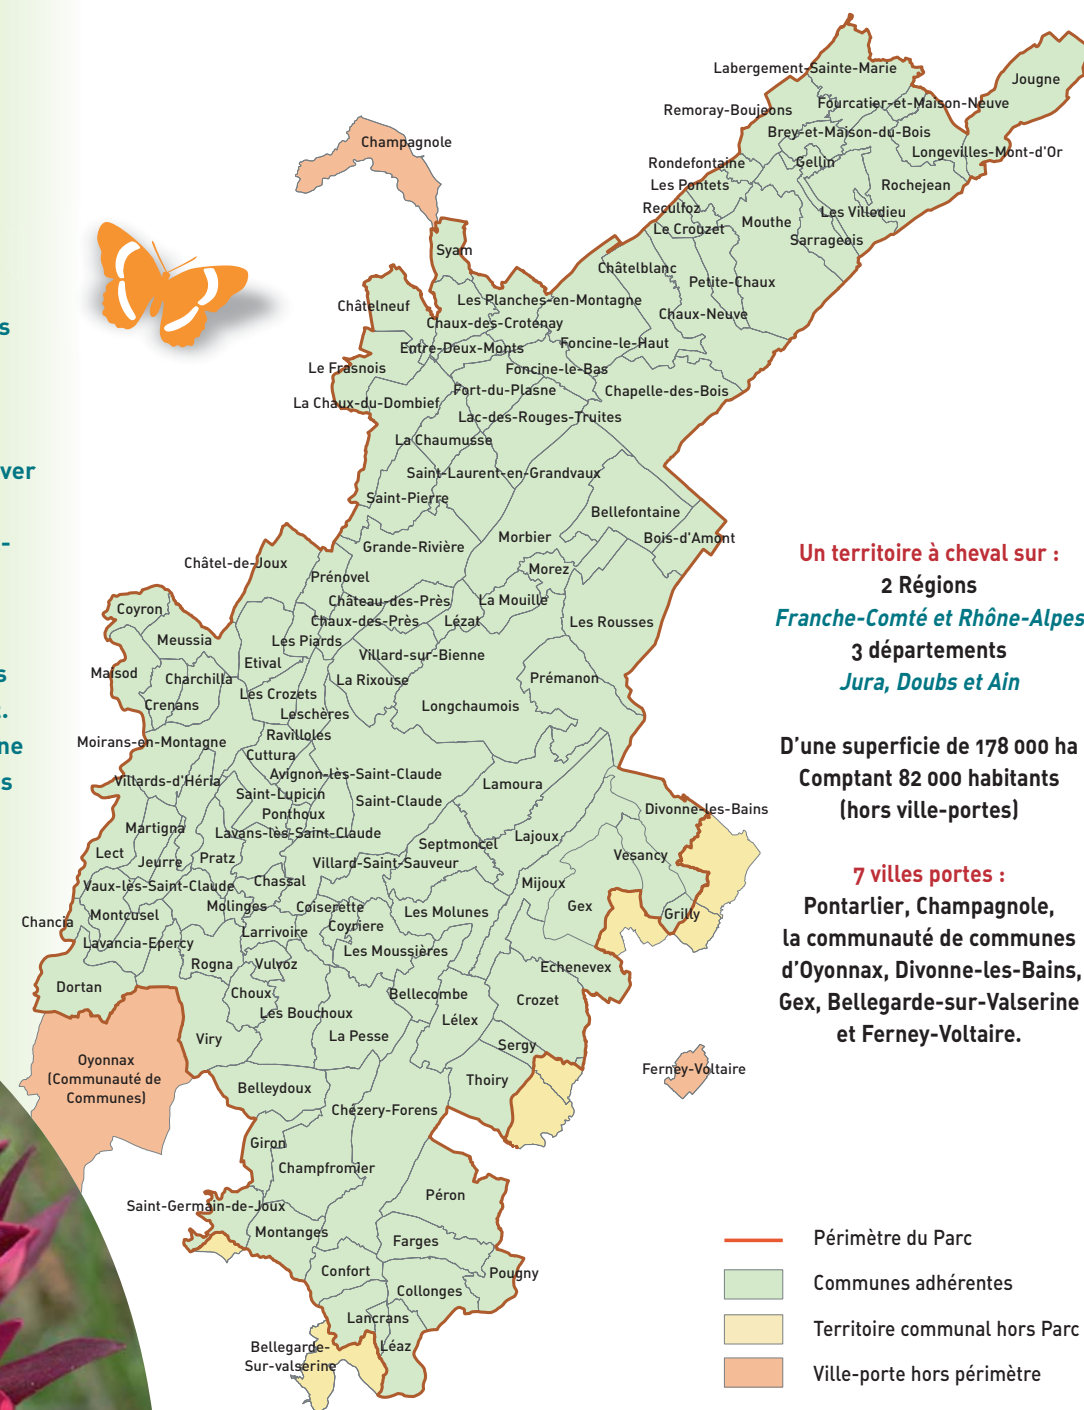 s
ver
-
s
t.
ne
s
Labergement-Sainte-Marie
Jougne
Remoray-Boujeons
Fourcatier-et-Maison-Neuve
Brey-et-Maison-du-Bois
Longevilles-Mont-d'Or
Champagnole
Rondefontaine
Gellin
Les Pontets
Rochejean
Reculfoz
Les Villedieu
Le Crouzet
Mouthe
Sarrageois
Syam
Châtelblanc
Petite-Chaux
Châtelneuf
Les Planches-en-Montagne
Chaux-Neuve
Chaux-des-Crotenay
Entre-Deux-Monts
Foncine-le-Haut
Le Frasnois
Foncine-le-Bas
Fort-du-Plasne
Chapelle-des-Bois
La Chaux-du-Dombief
Lac-des-Rouges-Truites
La Chaumusse
Saint-Laurent-en-Grandvaux
Saint-Pierre
Bellefontaine
Morbier
Bois-d'Amont
Grande-Rivière
Châtel-de-Joux
Prénovel
Morez
Château-des-Près
La Mouille
Coyron
Chaux-des-Près
Lézat
Les Rousses
Meussia
Les Piards
Villard-sur-Bienne
Etival
Maisod
Charchilla
La Rixouse
Prémanon
Les Crozets
Crenans
Leschères
Longchaumois
Moirans-en-Montagne
Ravilloles
Cuttura
Villards-d'Héria
Avignon-lès-Saint-Claude
Lamoura
Saint-Lupicin
Saint-Claude
Ponthoux
Divonne-les-Bains
Martigna
Lavans-lès-Saint-Claude
Lajoux
Septmoncel
Lect
Jeurre
Pratz
Villard-Saint-Sauveur
Vesancy
Vaux-lès-Saint-Claude
Chassal
Mijoux
Molinges
Coiserette
Gex
Chancia
Montcusel
Les Molunes
Grilly
Larrivoire
Coyriere
Lavancia-Epercy
Les Moussières
Rogna
Vulvoz
Echenevex
Dortan
Choux
Bellecombe
Crozet
Les Bouchoux
Lélex
Viry
La Pesse
Sergy
Oyonnax
(Communauté de
Communes)
Ferney-Voltaire
Belleydoux
Thoiry
Chézery-Forens
Giron
Champfromier
Péron
Saint-Germain-de-Joux
Montanges
Farges
Confort
Pougny
Collonges
Lancrans
Bellegarde-
Sur-valserine
Léaz
Un territoire à cheval sur :
2 Régions
Franche-Comté et Rhône-Alpes
3 départements
Jura, Doubs et Ain
D'une superficie de 178 000 ha
Comptant 82 000 habitants
(hors ville-portes)
7 villes portes :
Pontarlier, Champagnole,
la communauté de communes
d'Oyonnax, Divonne-les-Bains,
Gex, Bellegarde-sur-Valserine
et Ferney-Voltaire.
Périmètre du Parc
Communes adhérentes
Territoire communal hors Parc
Ville-porte hors périmètre